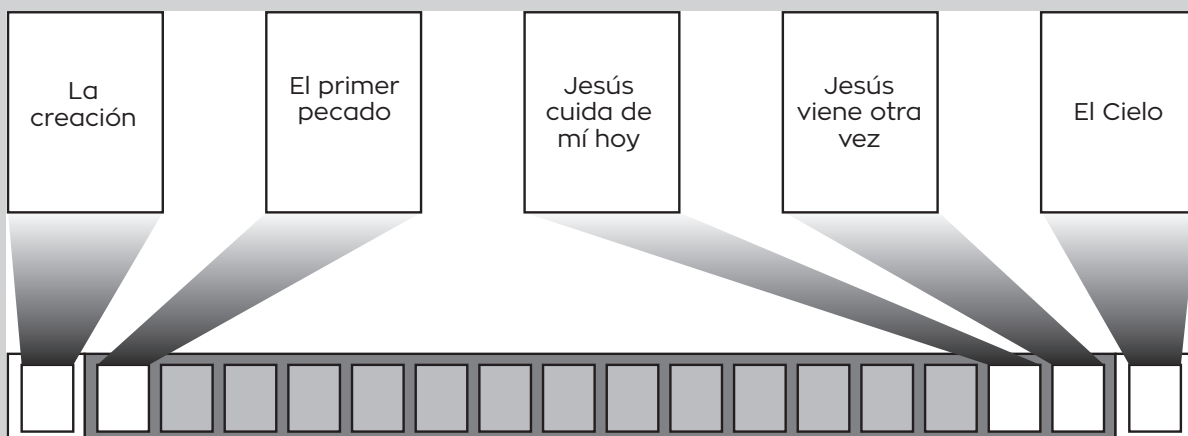 La
creación
El primer
pecado
Jesús
cuida de
mí hoy
Jesús
viene otra
vez
El Cielo